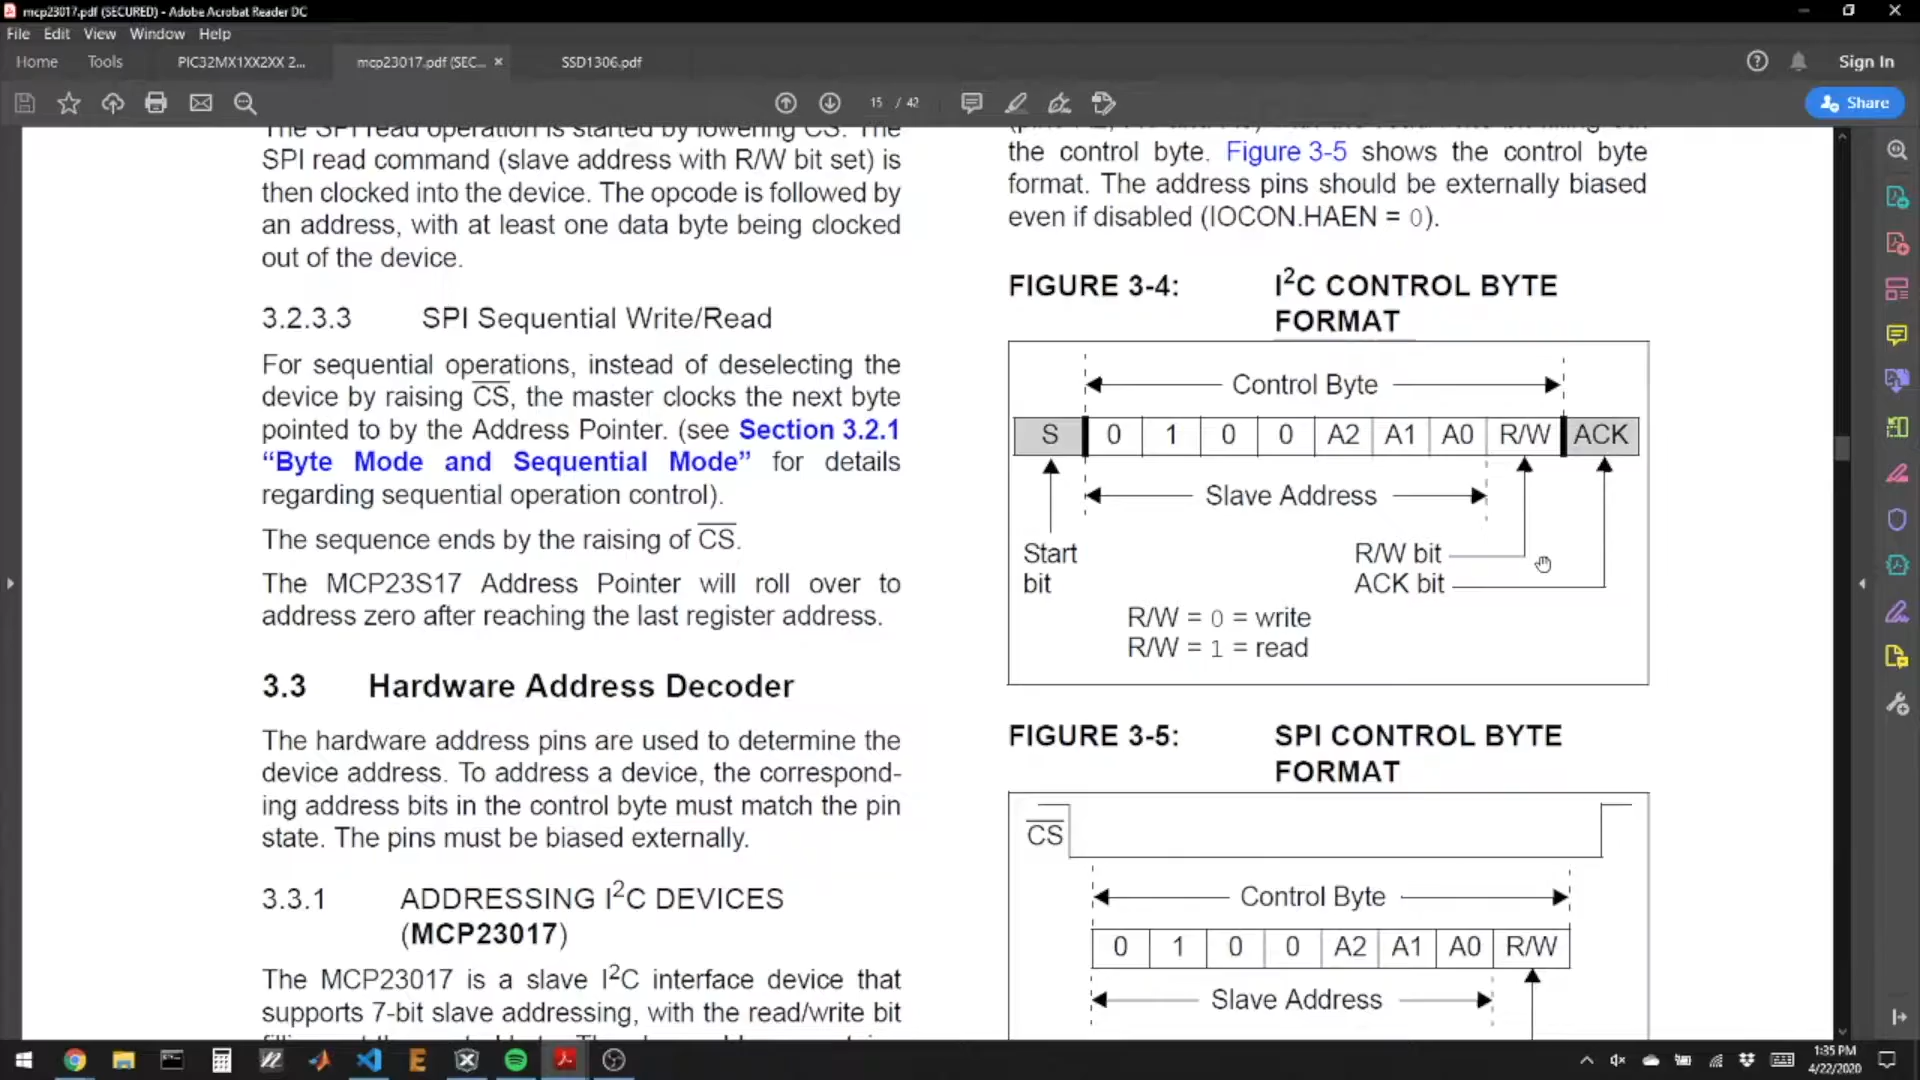 mcp23017.pdf (SECURED) - Adobe Acrobat Reader DC
File Edit View Window Help
Home Tools PIC32MX1XX2XX 2... mcp23017.pdf (SEC... × SSD1306.pdf Sign In
15 / 42 Share
The SPI read operation is started by lowering CS. The
SPI read command (slave address with R/W bit set) is
then clocked into the device. The opcode is followed by
an address, with at least one data byte being clocked
out of the device.
3.2.3.3 SPI Sequential Write/Read
For sequential operations, instead of deselecting the
device by raising CS, the master clocks the next byte
pointed to by the Address Pointer. (see Section 3.2.1
“Byte Mode and Sequential Mode” for details
regarding sequential operation control).
The sequence ends by the raising of CS.
The MCP23S17 Address Pointer will roll over to
address zero after reaching the last register address.
3.3 Hardware Address Decoder
The hardware address pins are used to determine the
device address. To address a device, the correspond-
ing address bits in the control byte must match the pin
state. The pins must be biased externally.
3.3.1 ADDRESSING I2C DEVICES
(MCP23017)
The MCP23017 is a slave I2C interface device that
supports 7-bit slave addressing, with the read/write bit
the control byte. Figure 3-5 shows the control byte
format. The address pins should be externally biased
even if disabled (IOCON.HAEN = 0).
FIGURE 3-4: I2C CONTROL BYTE
FORMAT
Control Byte
S 0 1 0 0 A2 A1 A0 R/W ACK
Slave Address
Start
bit
R/W bit
ACK bit
R/W = 0 = write
R/W = 1 = read
FIGURE 3-5: SPI CONTROL BYTE
FORMAT
CS
Control Byte
0 1 0 0 A2 A1 A0 R/W
Slave Address
1:35 PM
4/22/2020